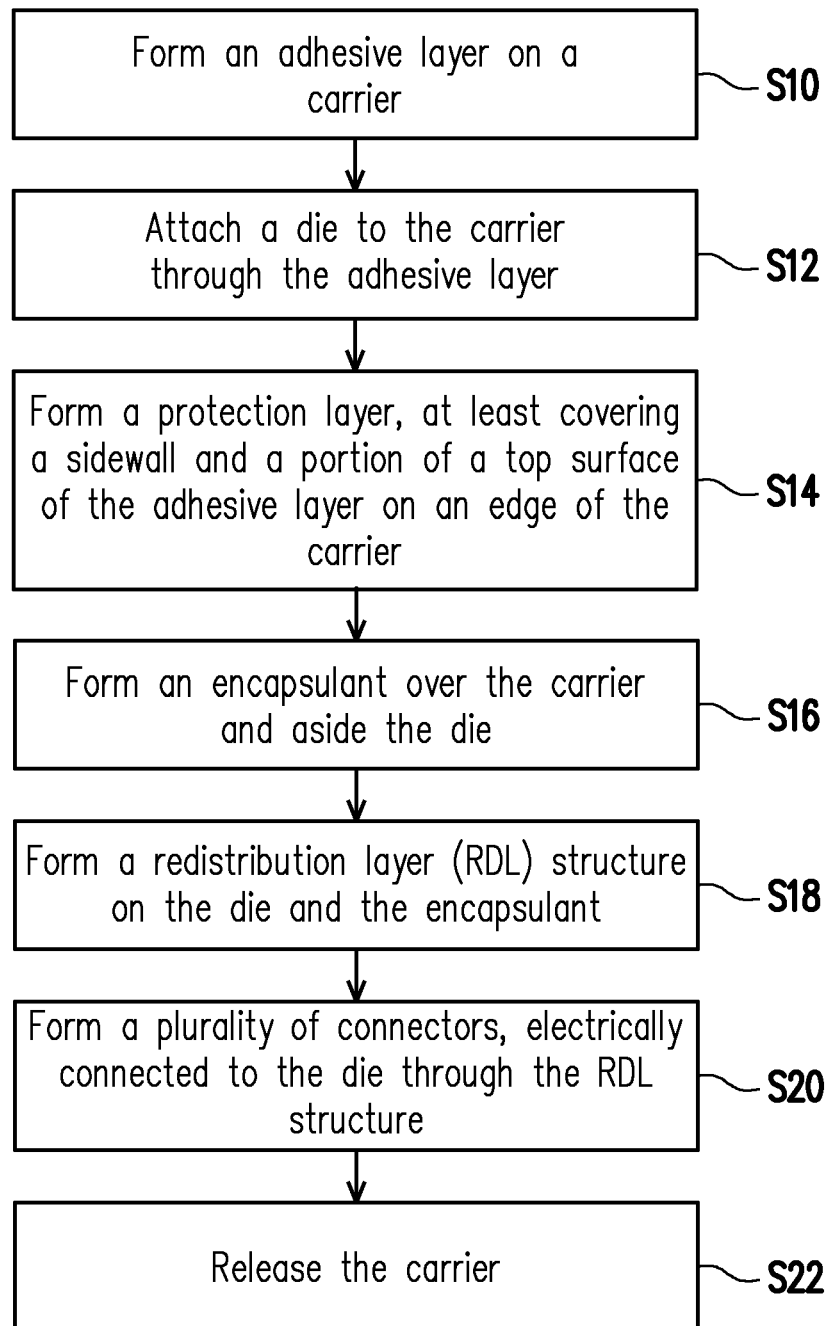 Form an adhesive layer on a
carrier
S10
Attach a die to the carrier
through the adhesive layer
S12
Form a protection layer, at least covering
a sidewall and a portion of a top surface
of the adhesive layer on an edge of the
carrier
S14
Form an encapsulant over the carrier
and aside the die
S16
Form a redistribution layer (RDL) structure
on the die and the encapsulant
S18
Form a plurality of connectors, electrically
connected to the die through the RDL
structure
S20
Release the carrier
S22